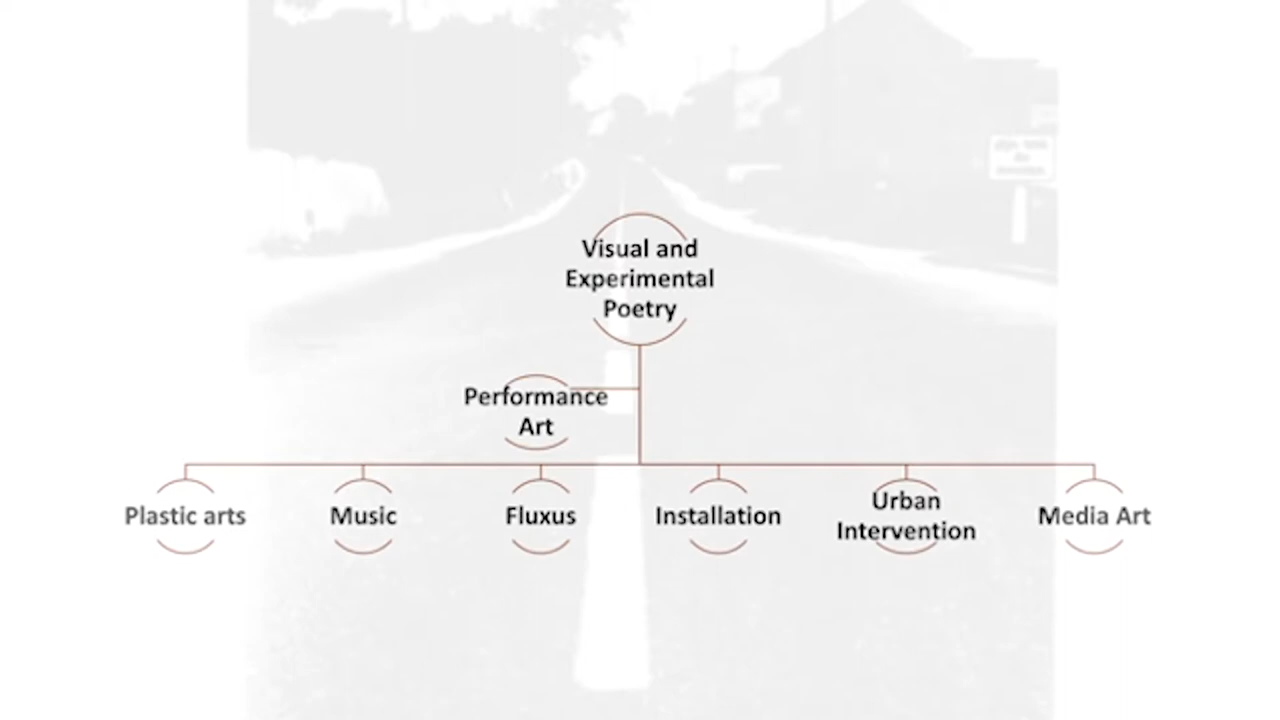 Visual and
Experimental
Poetry
Performance
Art
Plastic arts
Music
Fluxus
Installation
Urban
Intervention
Media Art